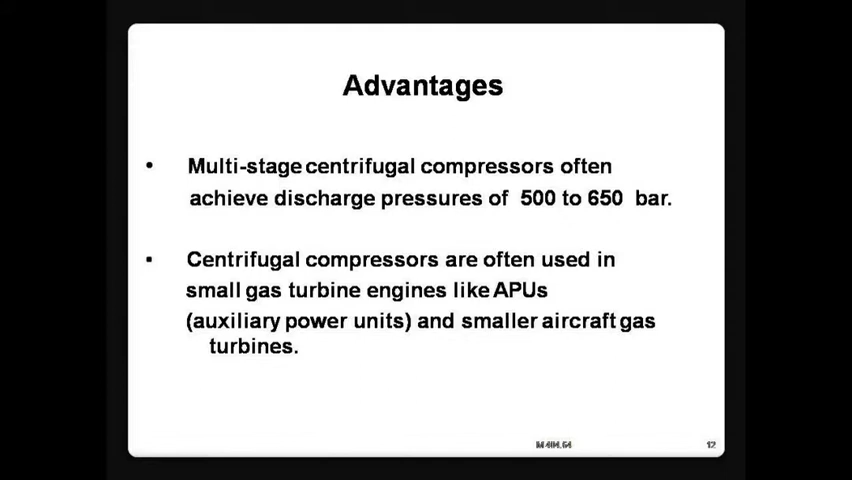 Advantages
• Multi-stage centrifugal compressors often
achieve discharge pressures of 500 to 650 bar.
• Centrifugal compressors are often used in
small gas turbine engines like APUs
(auxiliary power units) and smaller aircraft gas
turbines.
12